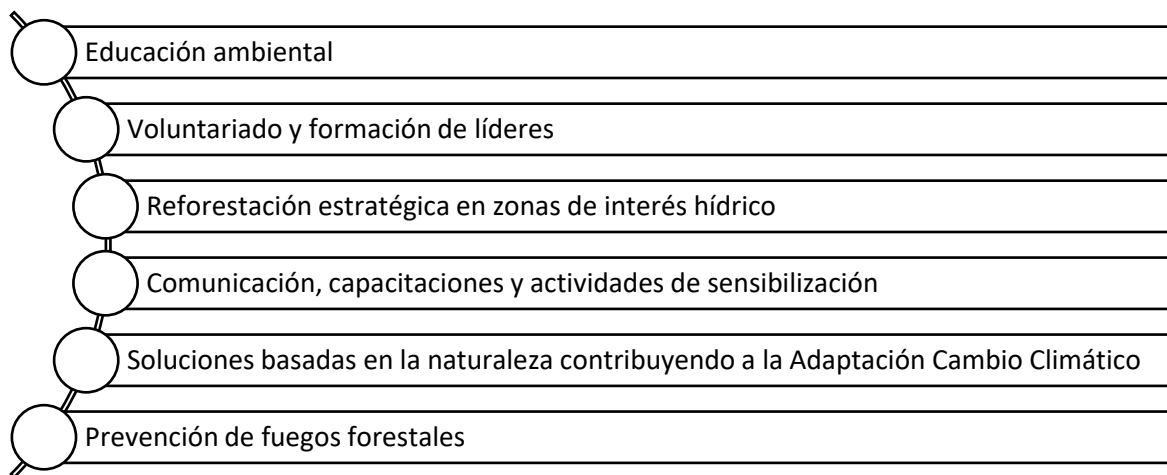 Educación ambiental
Voluntariado y formación de líderes
Reforestación estratégica en zonas de interés hídrico
Comunicación, capacitaciones y actividades de sensibilización
Soluciones basadas en la naturaleza contribuyendo a la Adaptación Cambio Climático
Prevención de fuegos forestales